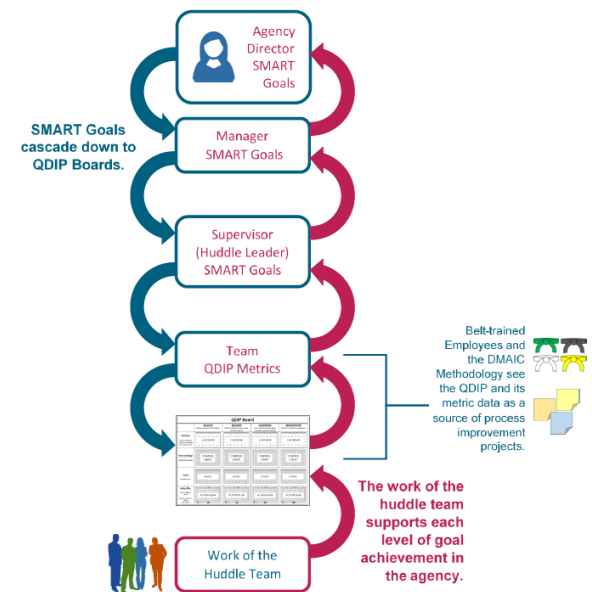 Agency
Director
SMART
Goals
SMART Goals
cascade down to
QDIP Boards.
Manager
SMART Goals
Supervisor
(Huddle Leader)
SMART Goals
Team
QDIP Metrics
Belt-trained
Employees and
the DMAIC
Methodology see
the QDIP and its
metric data as a
source of process
improvement
projects.
QDIP Board
The work of the
huddle team
supports each
level of goal
achievement in
the agency.
Work of the
Huddle Team